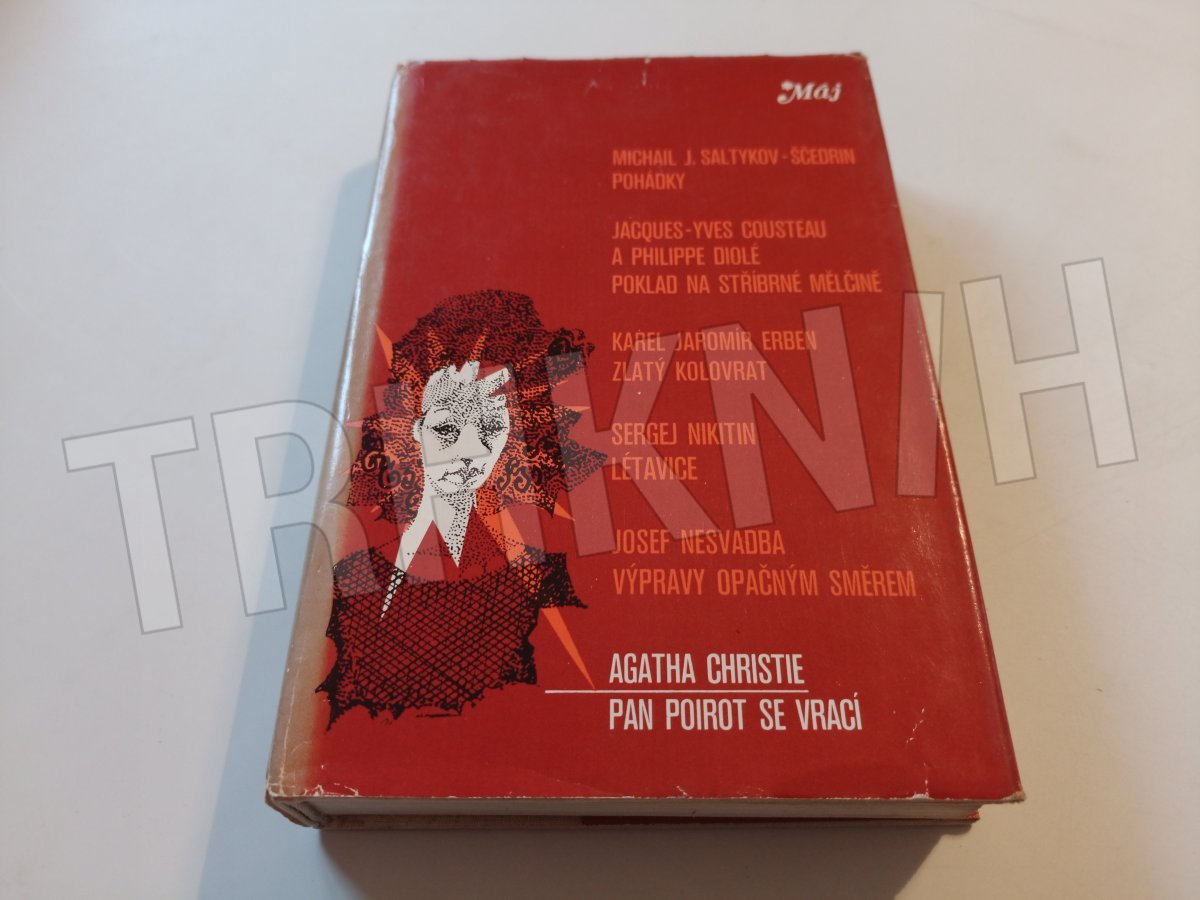 Máj
MICHAIL J. SALTYKOV-ŠČEDRIN
POHÁDKY
JACQUES-YVES COUSTEAU
A PHILIPPE DIOLÉ
POKLAD NA STŘÍBRNÉ MĚLČINĚ
KAREL JAROMÍR ERBEN
ZLATÝ KOLOVRAT
SERGEJ NIKITIN
LÉTAVICE
JOSEF NESVADBA
VÝPRAVY OPAČNÝM SMĚREM
AGATHA CHRISTIE
PAN POIROT SE VRACÍ